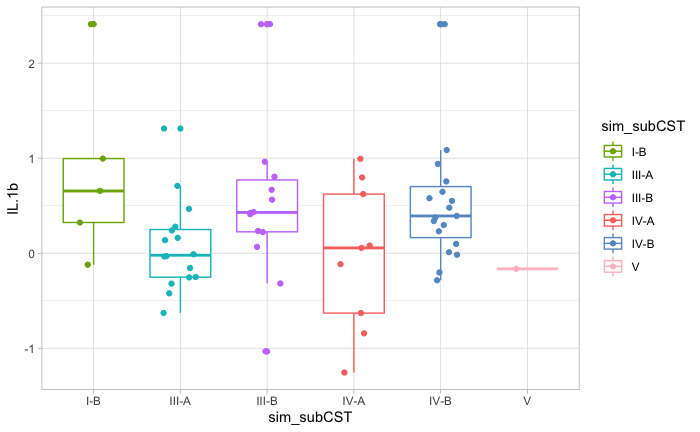 2
1
0
-1
IL.1b
I-B
III-A
III-B
IV-A
IV-B
V
sim_subCST
sim_subCST
I-B
III-A
III-B
IV-A
IV-B
V